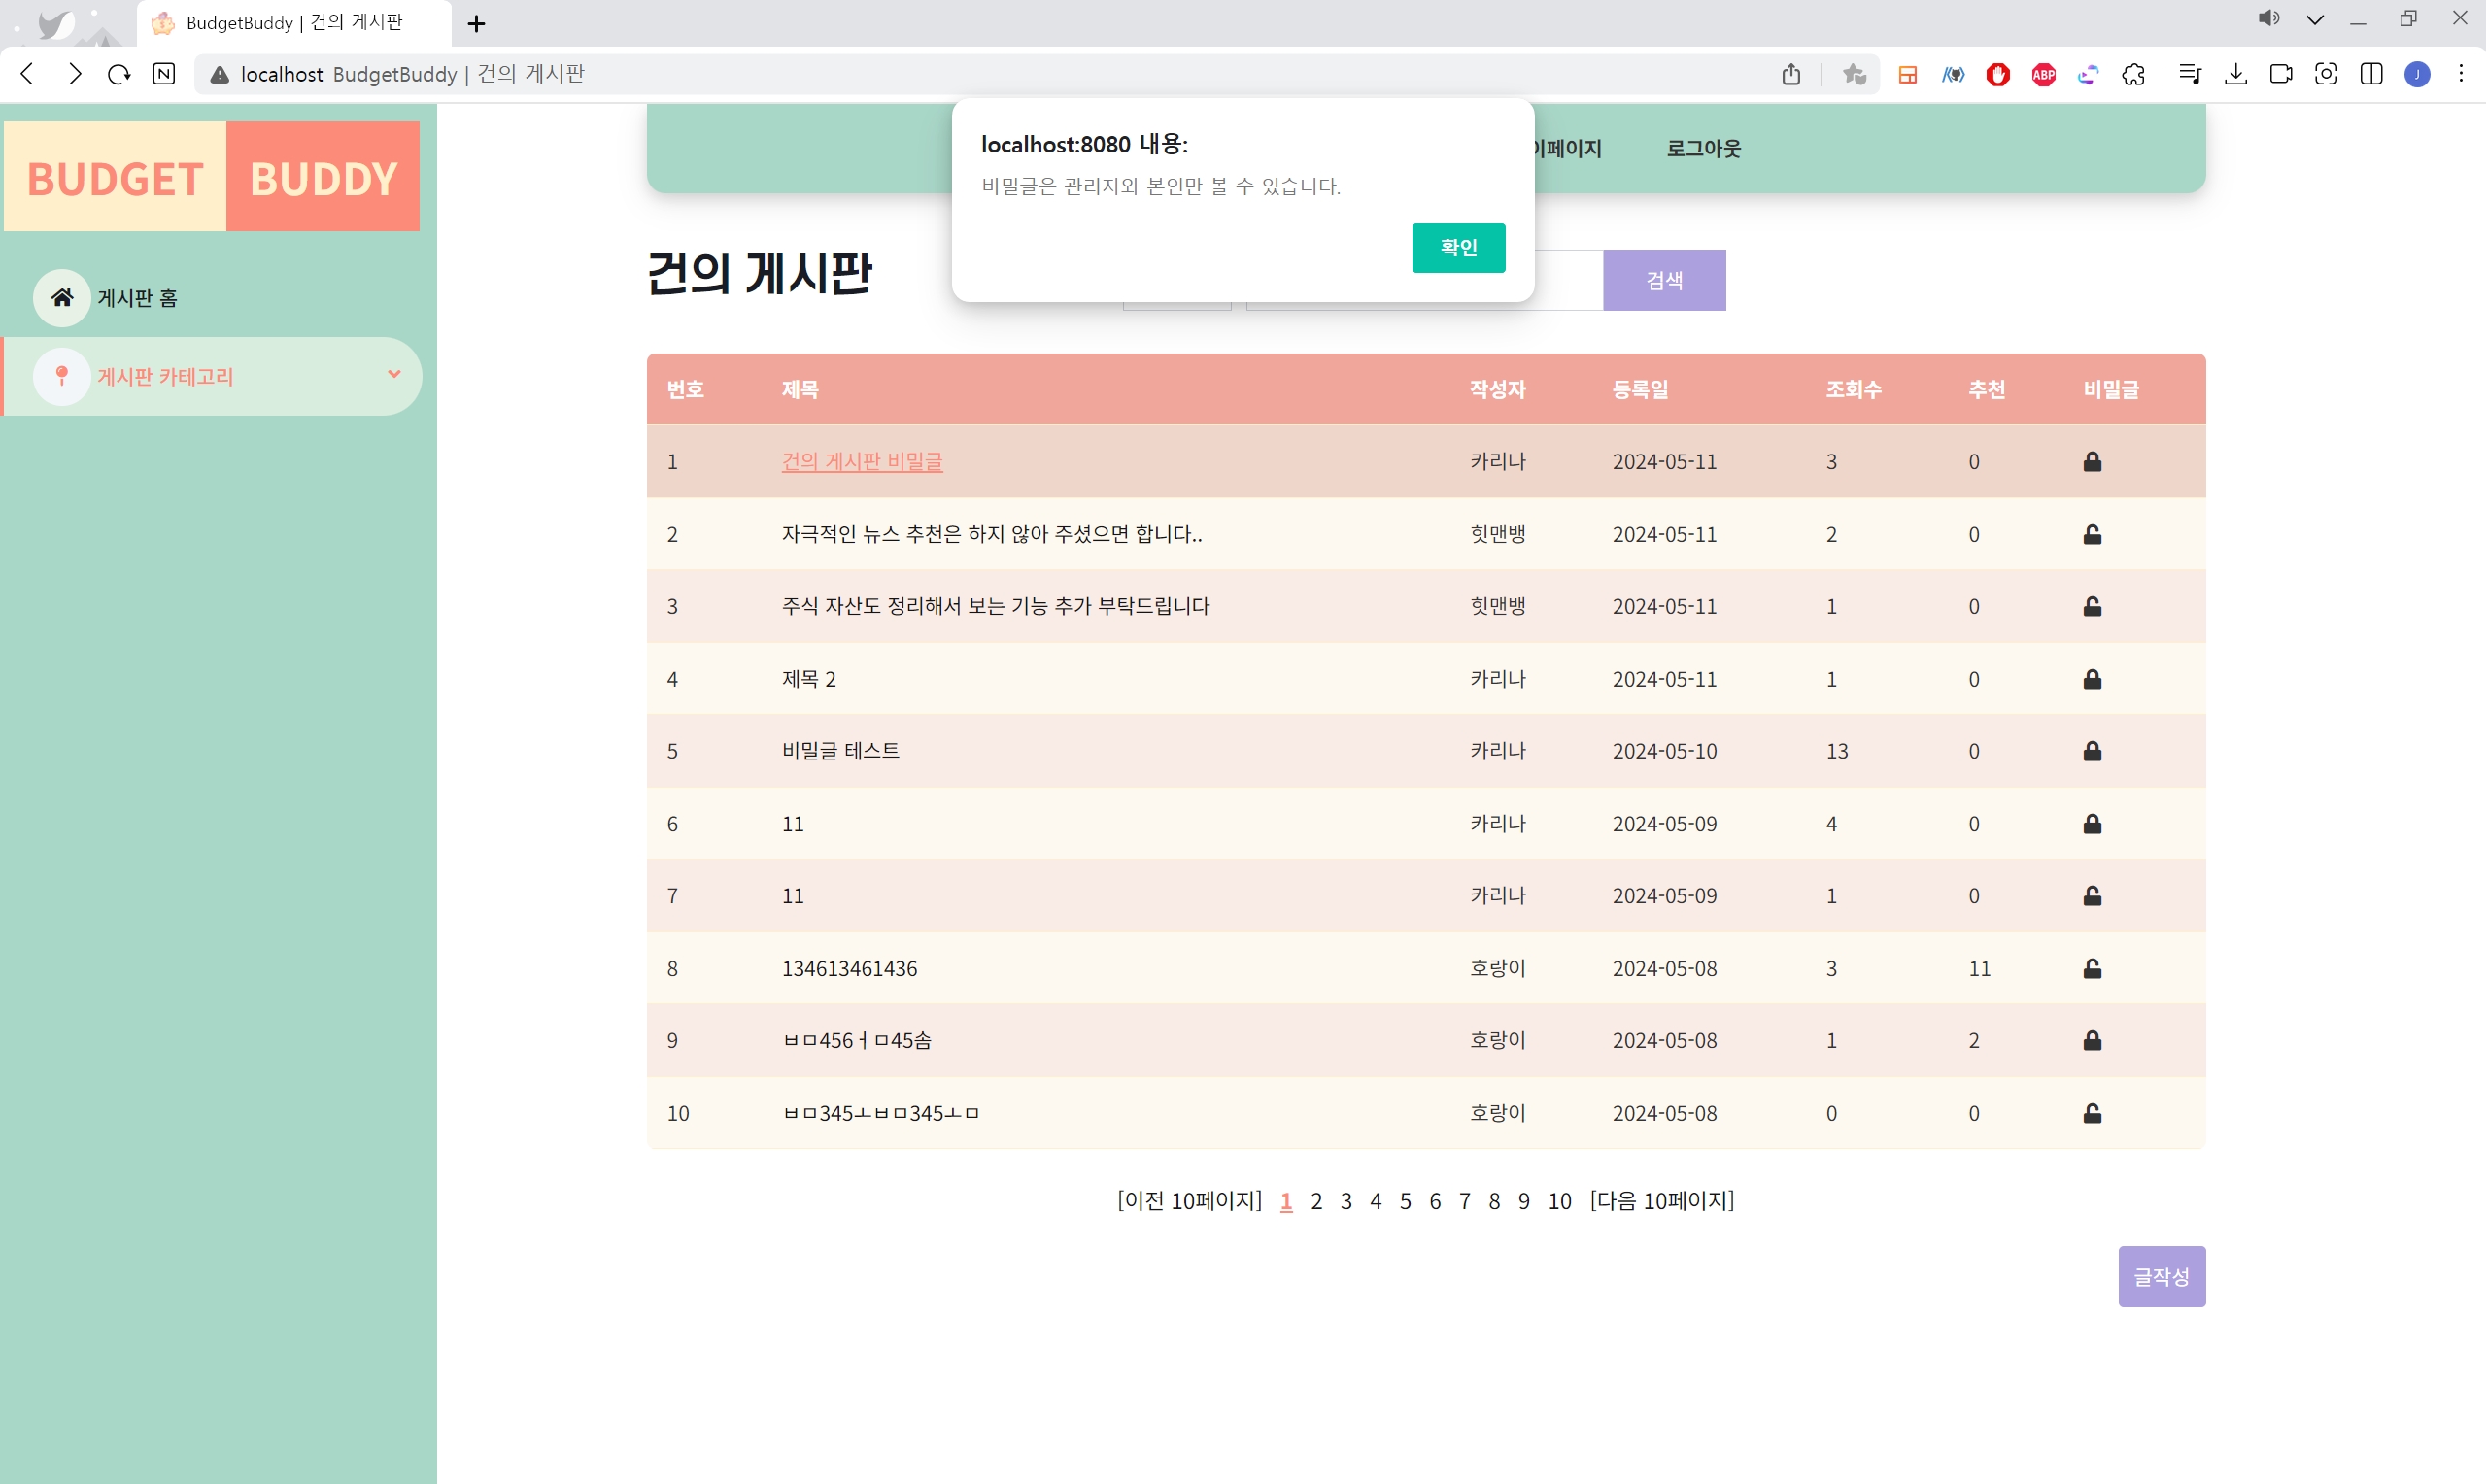 BudgetBuddy | 건의 게시판
localhost BudgetBuddy | 건의 게시판
ABP
J
BUDGET BUDDY
게시판 홈
게시판 카테고리
이페이지 로그아웃
localhost:8080 내용:
비밀글은 관리자와 본인만 볼 수 있습니다.
확인
건의 게시판
검색
번호 제목 작성자 등록일 조회수 추천 비밀글
1 건의 게시판 비밀글 카리나 2024-05-11 3 0
2 자극적인 뉴스 추천은 하지 않아 주셨으면 합니다.. 힛맨뱅 2024-05-11 2 0
3 주식 자산도 정리해서 보는 기능 추가 부탁드립니다 힛맨뱅 2024-05-11 1 0
4 제목 2 카리나 2024-05-11 1 0
5 비밀글 테스트 카리나 2024-05-10 13 0
6 11 카리나 2024-05-09 4 0
7 11 카리나 2024-05-09 1 0
8 134613461436 호랑이 2024-05-08 3 11
9 ㅂㅁ456ㅓㅁ45솜 호랑이 2024-05-08 1 2
10 ㅂㅁ345ㅗㅂㅁ345ㅗㅁ 호랑이 2024-05-08 0 0
[이전 10페이지] 1 2 3 4 5 6 7 8 9 10 [다음 10페이지]
글작성